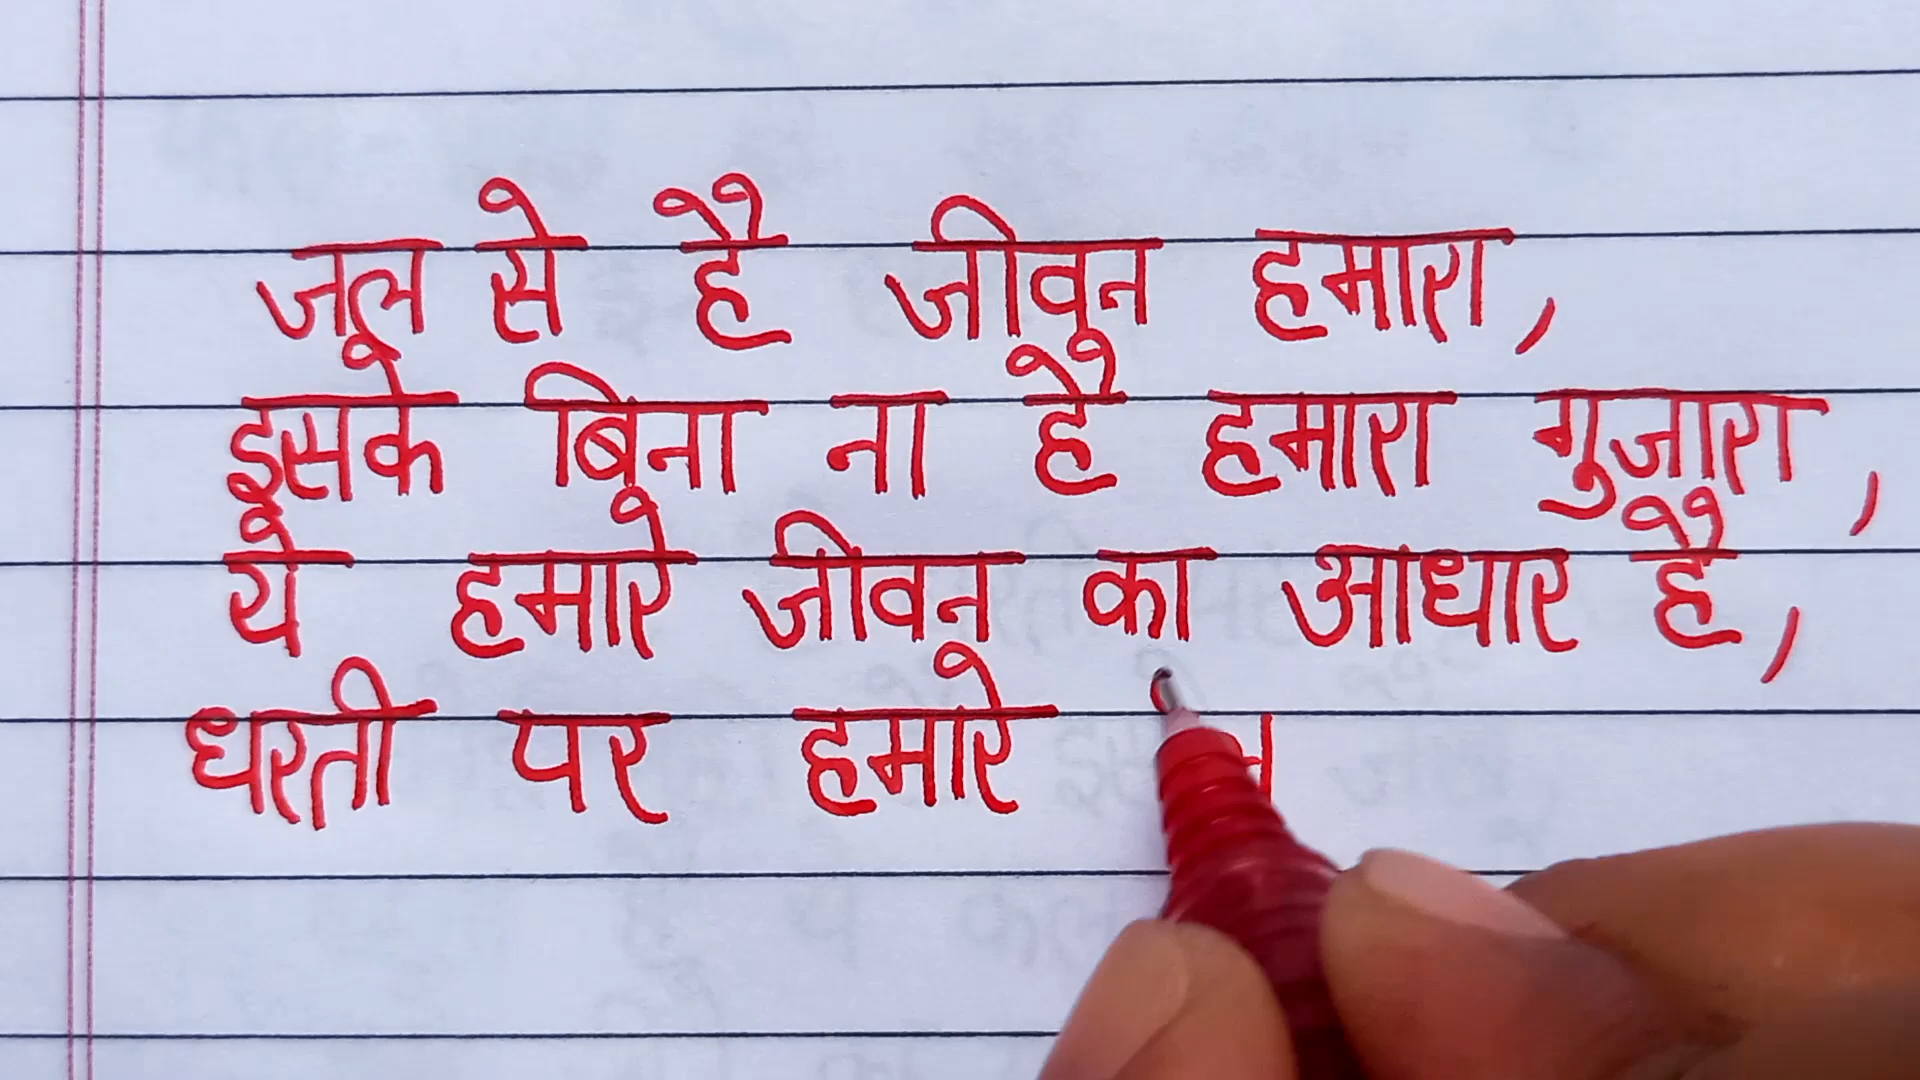 जल से है जीवन हमारा,
इसके बिना ना है हमारा गुजारा,
ये हमारे जीवन का आधार है,
धरती पर हमारे